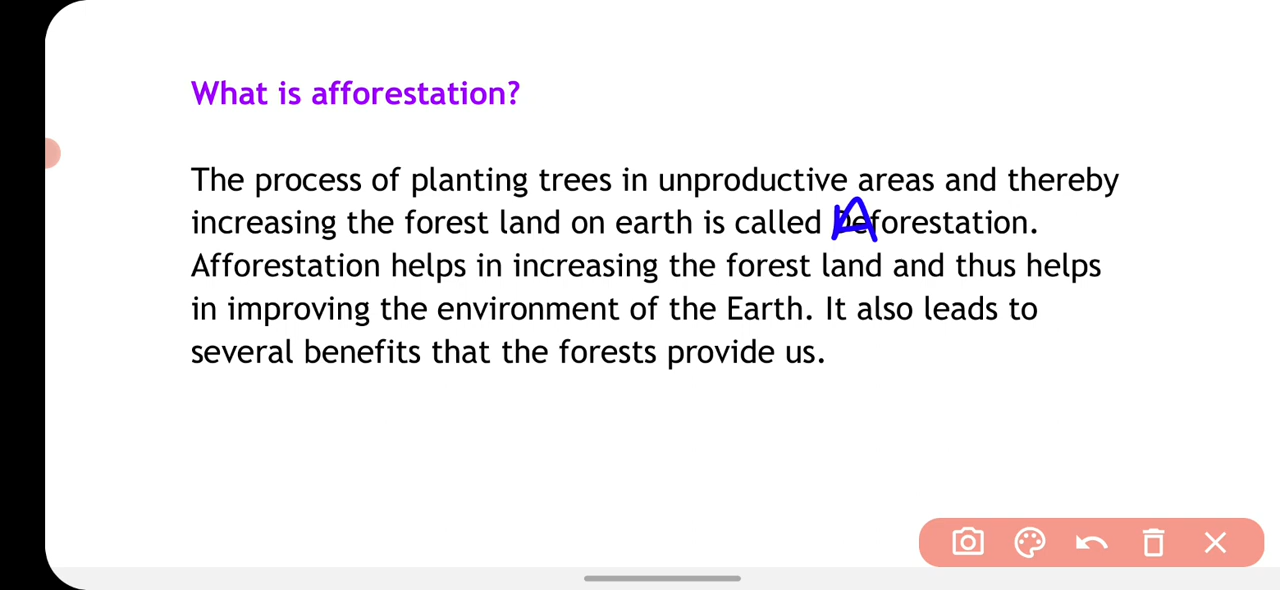 What is afforestation?
The process of planting trees in unproductive areas and thereby
increasing the forest land on earth is called Deforestation.
A
Afforestation helps in increasing the forest land and thus helps
in improving the environment of the Earth. It also leads to
several benefits that the forests provide us.